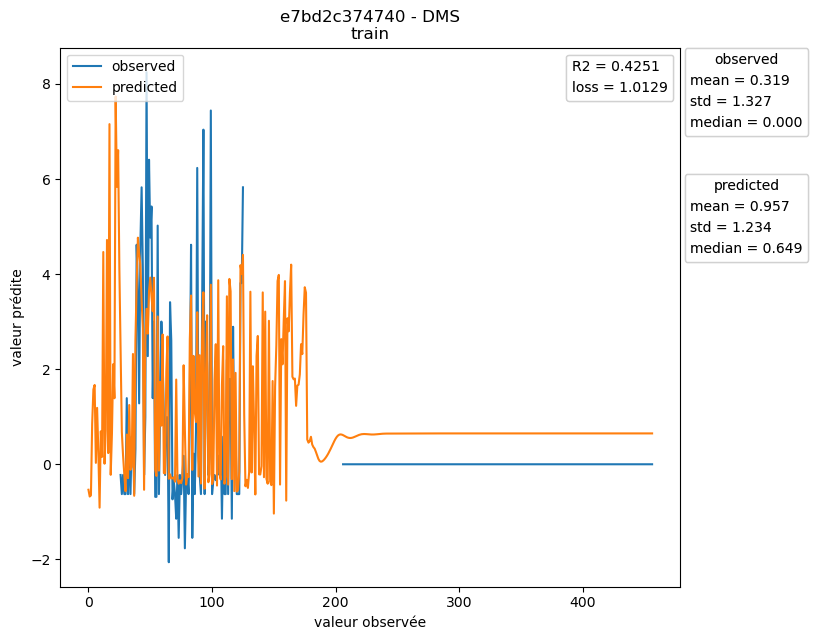 e7bd2c374740 - DMS
train
observed
predicted
R2 = 0.4251
loss = 1.0129
observed
mean = 0.319
std = 1.327
median = 0.000
predicted
mean = 0.957
std = 1.234
median = 0.649
valeur prédite
8
6
4
2
0
−2
0 100 200 300 400
valeur observée